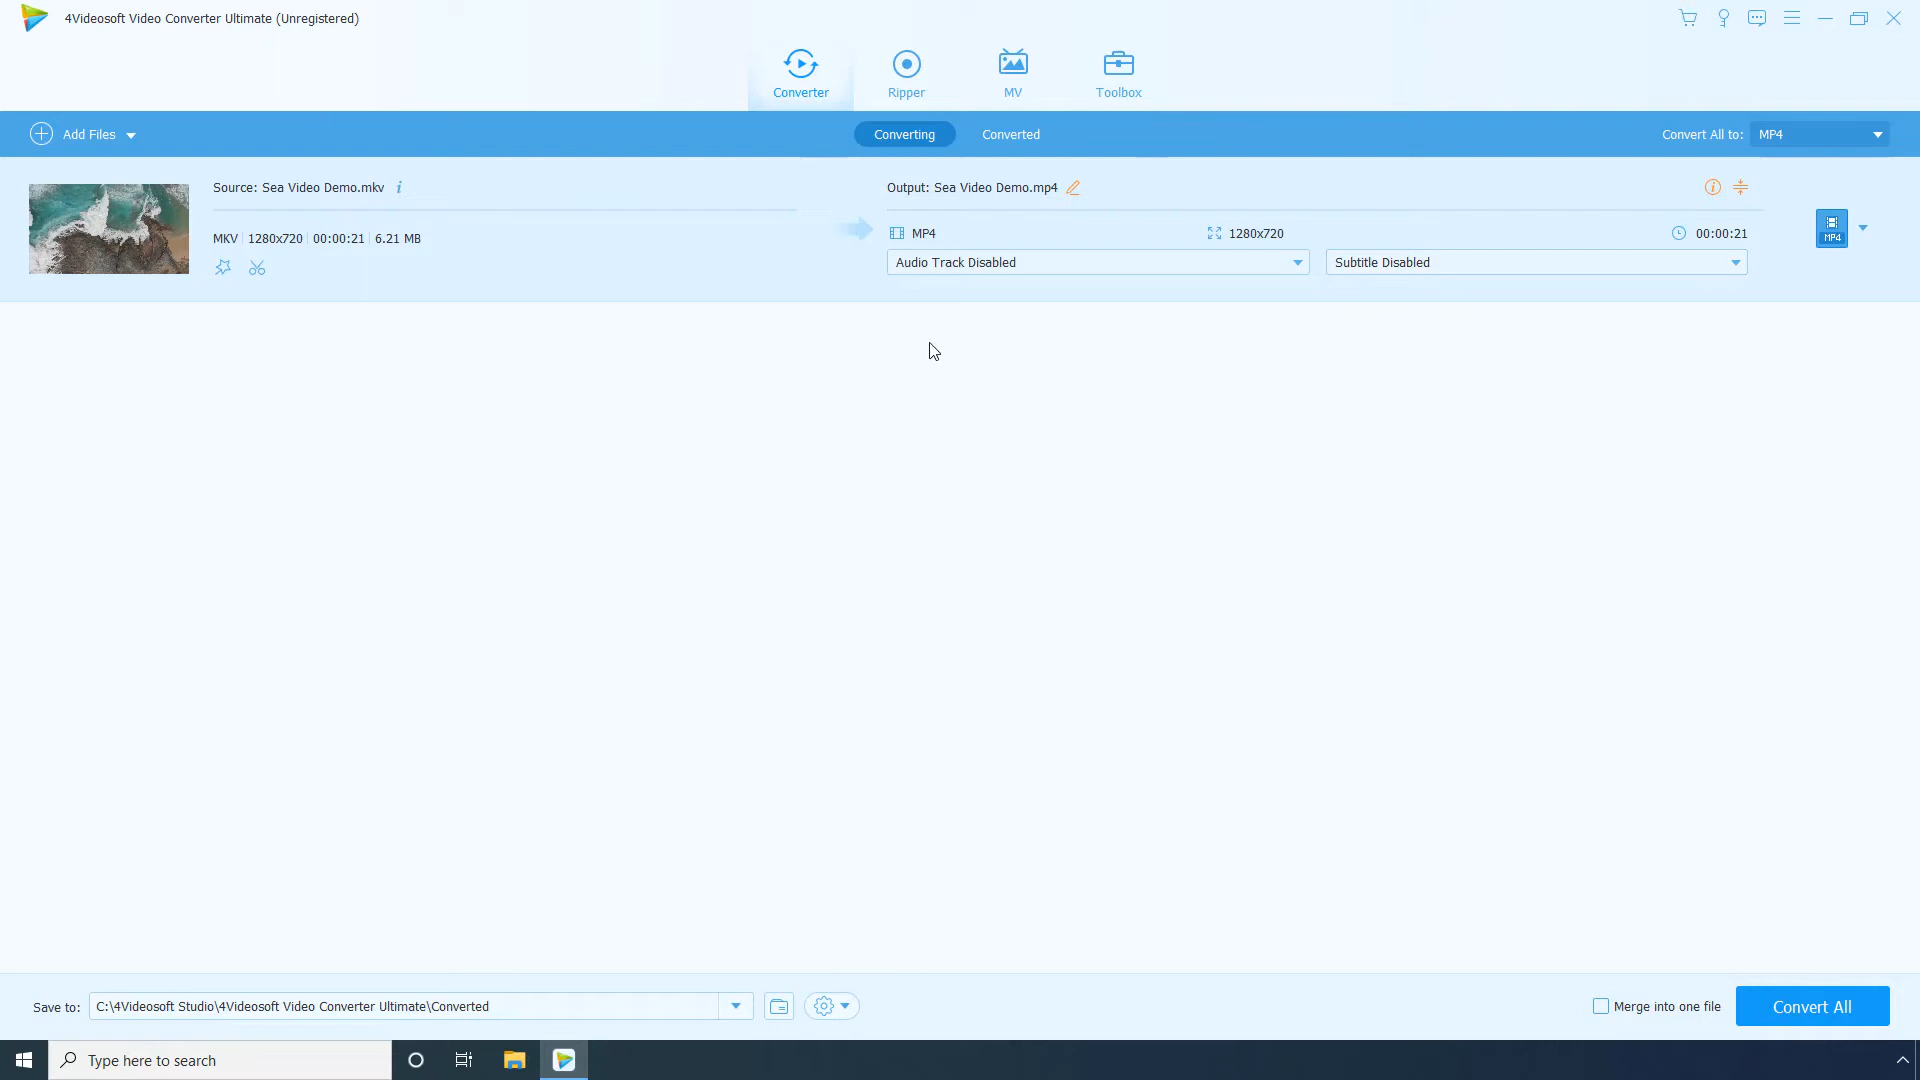 4Videosoft Video Converter Ultimate (Unregistered)
Converter
Ripper
MV
Toolbox
Add Files
Converting
Converted
Convert All to:
MP4
Source: Sea Video Demo.mkv
i
Output: Sea Video Demo.mp4
MKV 1280x720 00:00:21 6.21 MB
MP4
1280x720
00:00:21
MP4
Audio Track Disabled
Subtitle Disabled
Save to:
C:\4Videosoft Studio\4Videosoft Video Converter Ultimate\Converted
Merge into one file
Convert All
Type here to search